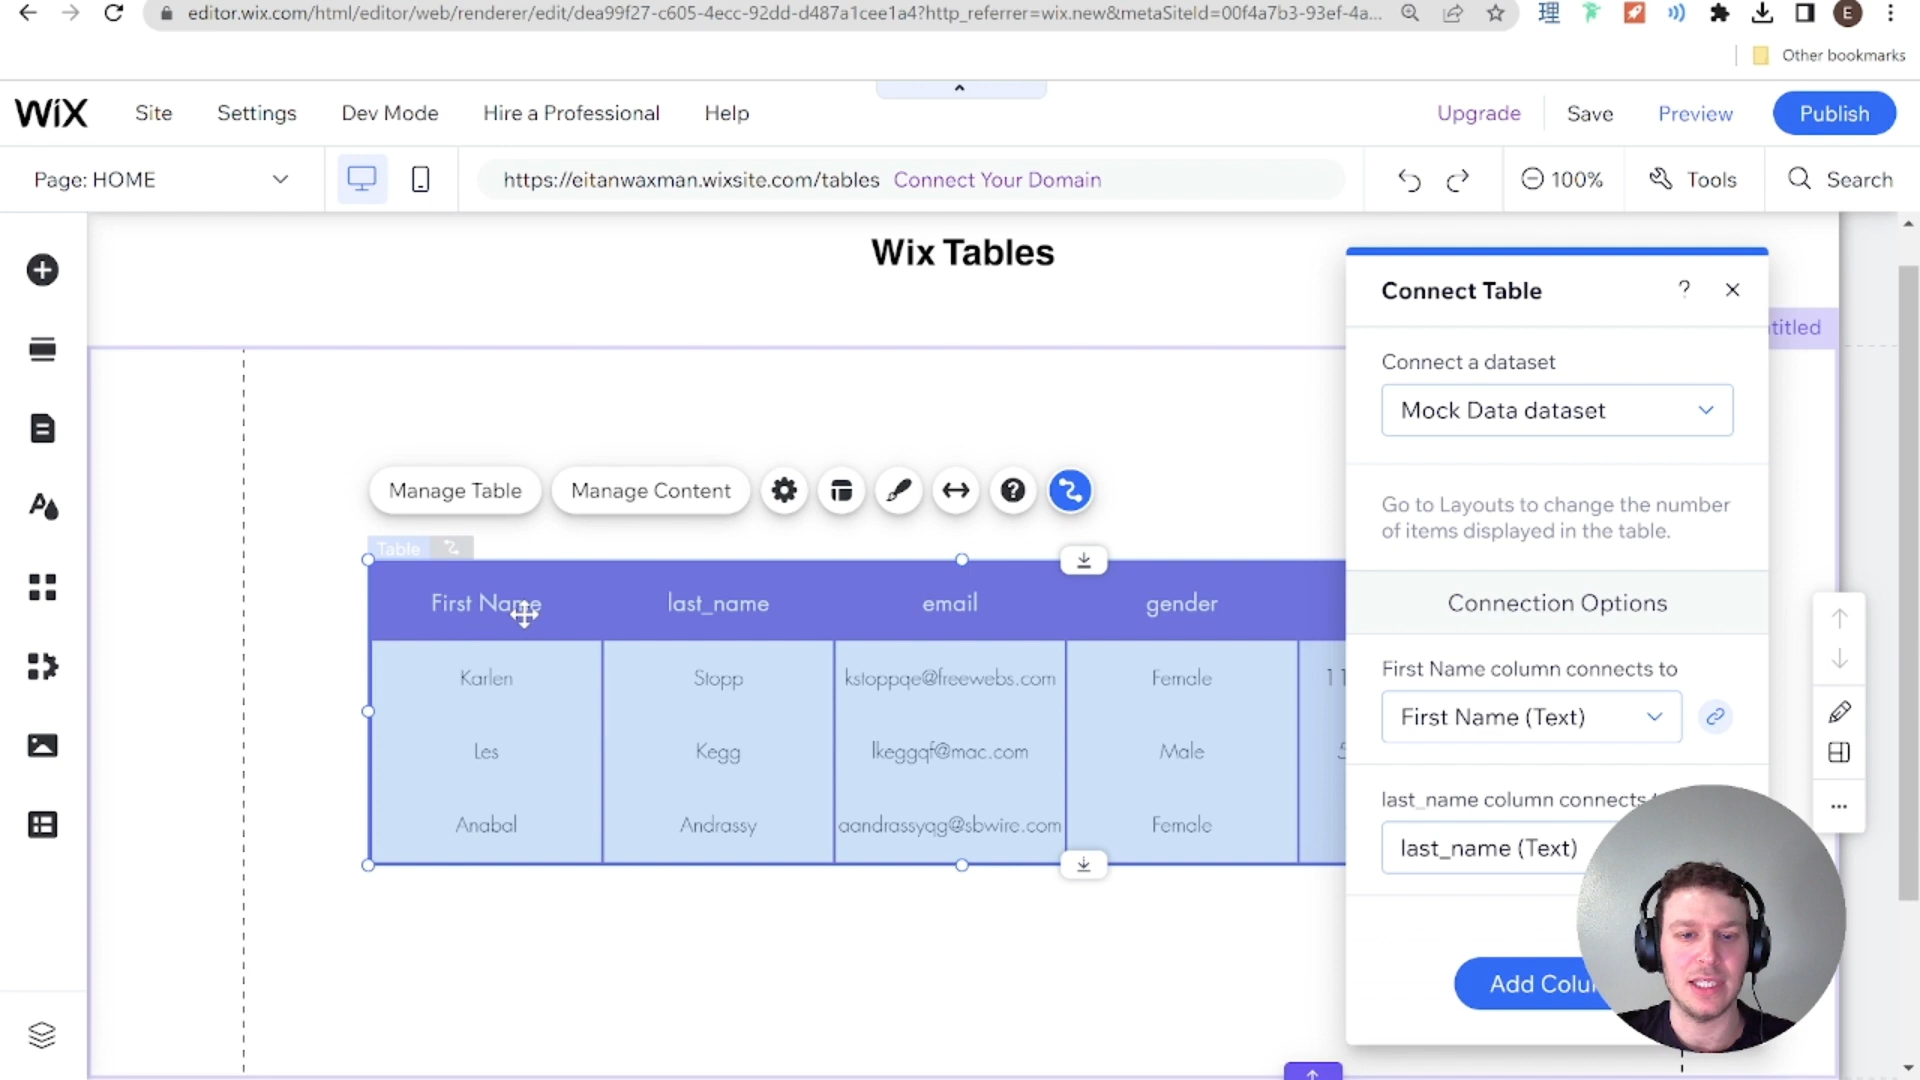 editor.wix.com/html/editor/web/renderer/edit/dea99f27-c605-4ecc-92dd-d487a1cee1a4?http_referrer=wix.new&metaSiteId=00f4a7b3-93ef-4a...
理
E
Other bookmarks
WiX
Site
Settings
Dev Mode
Hire a Professional
Help
Upgrade
Save
Preview
Publish
Page: HOME
https://eitanwaxman.wixsite.com/tables Connect Your Domain
100%
Tools
Search
Wix Tables
Connect Table
?
titled
Connect a dataset
Mock Data dataset
Go to Layouts to change the number
of items displayed in the table.
Manage Table
Manage Content
?
Table
First Name last_name email gender
Karlen Stopp kstoppqe@freewebs.com Female 11
Les Kegg lkeggqf@mac.com Male 5
Anabal Andrassy aandrassyqg@sbwire.com Female
Connection Options
First Name column connects to
First Name (Text)
last_name column connects
last_name (Text)
Add Colu